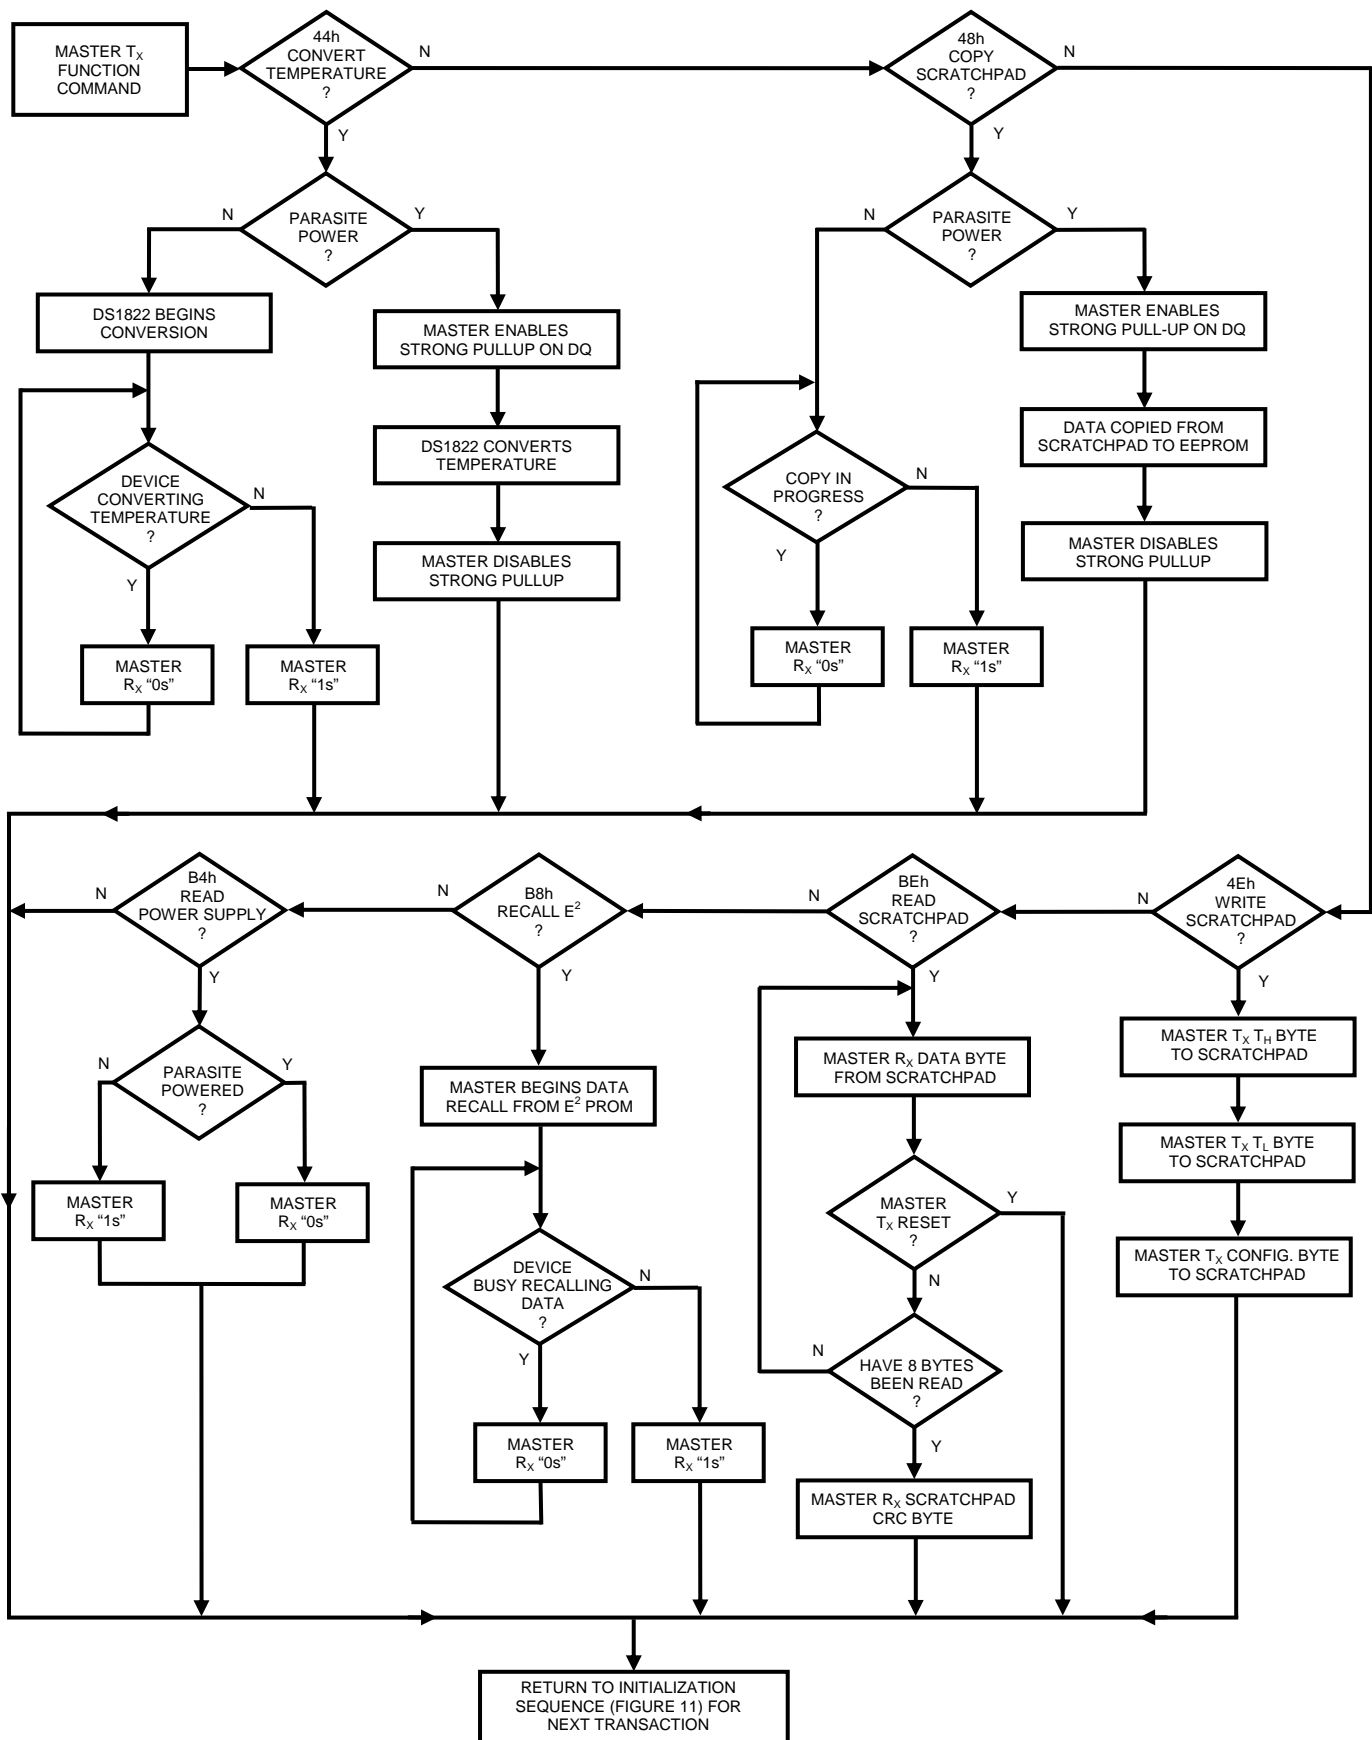 MASTER TX
FUNCTION
COMMAND
44h
CONVERT
TEMPERATURE
?
N
Y
48h
COPY
SCRATCHPAD
?
N
Y
PARASITE
POWER
?
N
Y
DS1822 BEGINS
CONVERSION
MASTER ENABLES
STRONG PULLUP ON DQ
DEVICE
CONVERTING
TEMPERATURE
?
N
Y
DS1822 CONVERTS
TEMPERATURE
MASTER DISABLES
STRONG PULLUP
MASTER
RX “0s”
MASTER
RX “1s”
PARASITE
POWER
?
N
Y
MASTER ENABLES
STRONG PULL-UP ON DQ
COPY IN
PROGRESS
?
N
Y
DATA COPIED FROM
SCRATCHPAD TO EEPROM
MASTER DISABLES
STRONG PULLUP
MASTER
RX “0s”
MASTER
RX “1s”
B4h
READ
POWER SUPPLY
?
N
Y
B8h
RECALL E2
?
N
Y
BEh
READ
SCRATCHPAD
?
N
Y
4Eh
WRITE
SCRATCHPAD
?
N
Y
PARASITE
POWERED
?
N
Y
MASTER
RX “1s”
MASTER
RX “0s”
MASTER BEGINS DATA
RECALL FROM E2 PROM
DEVICE
BUSY RECALLING
DATA
?
N
Y
MASTER
RX “0s”
MASTER
RX “1s”
MASTER RX DATA BYTE
FROM SCRATCHPAD
MASTER
TX RESET
?
Y
N
HAVE 8 BYTES
BEEN READ
?
N
Y
MASTER RX SCRATCHPAD
CRC BYTE
MASTER TX TH BYTE
TO SCRATCHPAD
MASTER TX TL BYTE
TO SCRATCHPAD
MASTER TX CONFIG. BYTE
TO SCRATCHPAD
RETURN TO INITIALIZATION
SEQUENCE (FIGURE 11) FOR
NEXT TRANSACTION